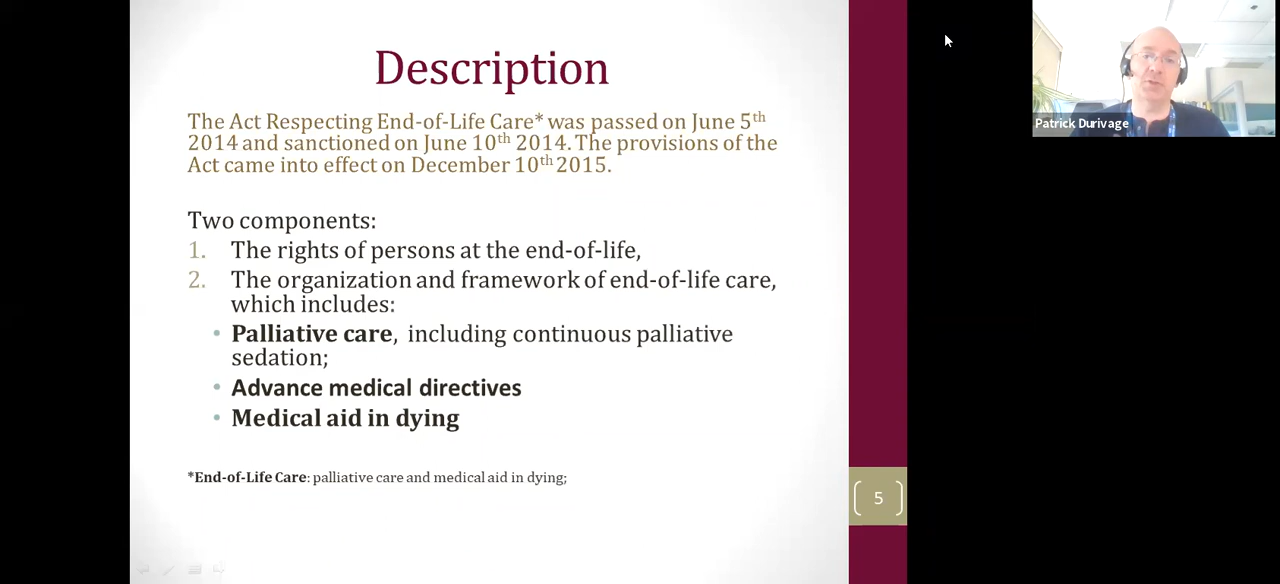 Description
The Act Respecting End-of-Life Care* was passed on June 5th
2014 and sanctioned on June 10th 2014. The provisions of the
Act came into effect on December 10th 2015.
Two components:
1. The rights of persons at the end-of-life,
2. The organization and framework of end-of-life care,
which includes:
• Palliative care, including continuous palliative
sedation;
• Advance medical directives
• Medical aid in dying
*End-of-Life Care: palliative care and medical aid in dying;
5
Patrick Durivage